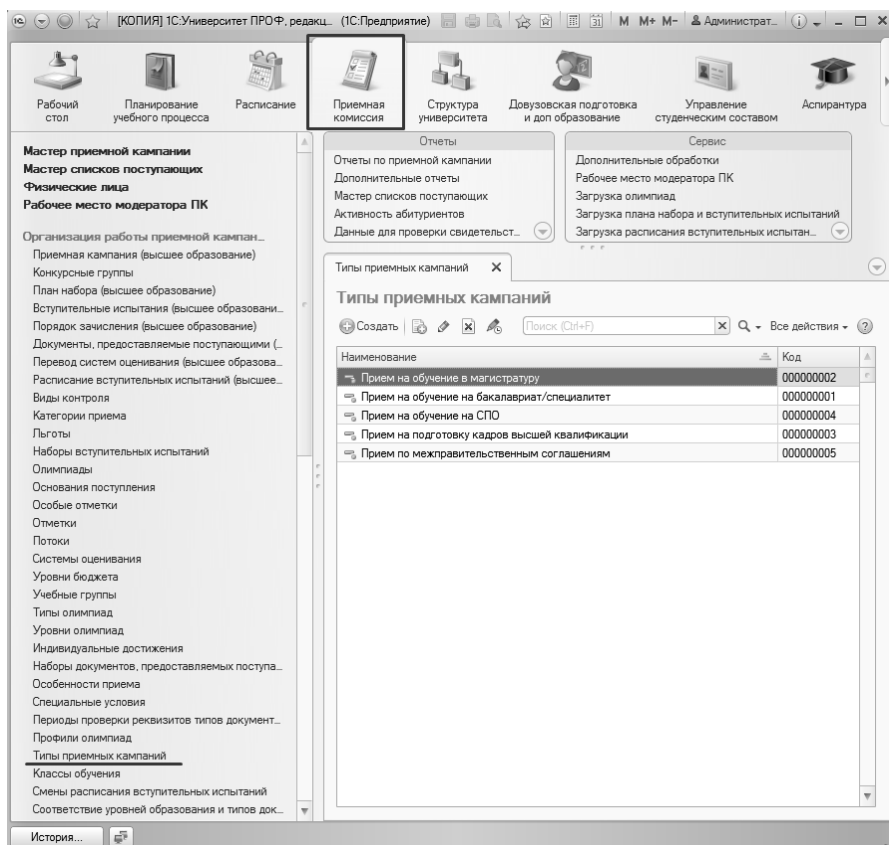 [КОПИЯ] 1С:Университет ПРОФ, редакц... (1С:Предприятие) M M+ M- Администрат...
Рабочий стол
Планирование учебного процесса
Расписание
Приемная комиссия
Структура университета
Довузовская подготовка и доп образование
Управление студенческим составом
Аспирантура
Мастер приемной кампании
Мастер списков поступающих
Физические лица
Рабочее место модератора ПК
Организация работы приемной кампан...
Приемная кампания (высшее образование)
Конкурсные группы
План набора (высшее образование)
Вступительные испытания (высшее образовани...
Порядок зачисления (высшее образование)
Документы, предоставляемые поступающими (...
Перевод систем оценивания (высшее образова...
Расписание вступительных испытаний (высшее...
Виды контроля
Категории приема
Льготы
Наборы вступительных испытаний
Олимпиады
Основания поступления
Особые отметки
Отметки
Потоки
Системы оценивания
Уровни бюджета
Учебные группы
Типы олимпиад
Уровни олимпиад
Индивидуальные достижения
Наборы документов, предоставляемых поступа...
Особенности приема
Специальные условия
Периоды проверки реквизитов типов документ...
Профили олимпиад
Типы приемных кампаний
Классы обучения
Смены расписания вступительных испытаний
Соответствие уровней образования и типов док...
Отчеты
Отчеты по приемной кампании
Дополнительные отчеты
Мастер списков поступающих
Активность абитуриентов
Данные для проверки свидетельст...
Сервис
Дополнительные обработки
Рабочее место модератора ПК
Загрузка олимпиад
Загрузка плана набора и вступительных испытаний
Загрузка расписания вступительных испытан...
Типы приемных кампаний
Типы приемных кампаний
Создать Поиск (Ctrl+F) Все действия
Наименование Код
Прием на обучение в магистратуру 000000002
Прием на обучение на бакалавриат/специалитет 000000001
Прием на обучение на СПО 000000004
Прием на подготовку кадров высшей квалификации 000000003
Прием по межправительственным соглашениям 000000005
История...